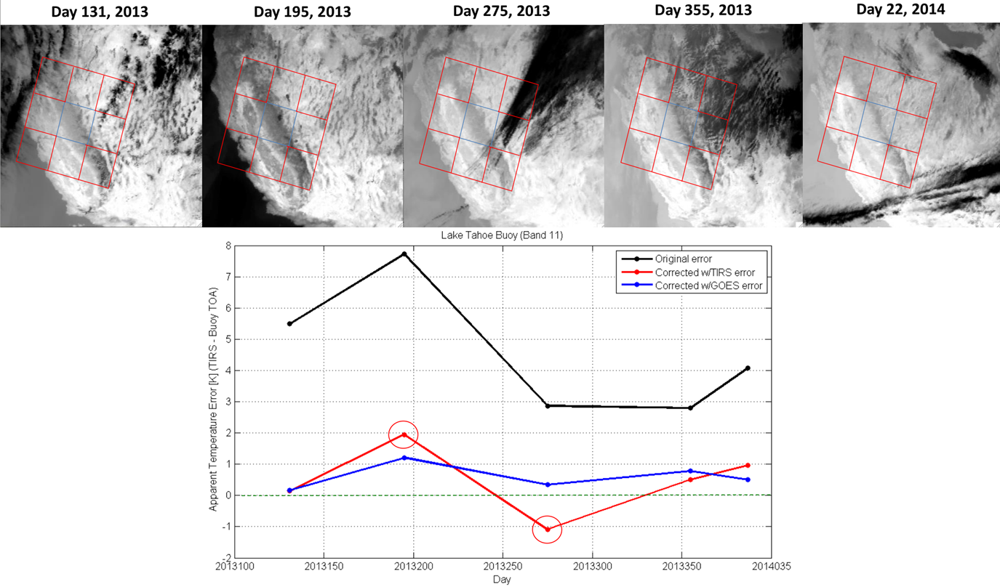 Day 131, 2013
Day 195, 2013
Day 275, 2013
Day 355, 2013
Day 22, 2014
Lake Tahoe Buoy (Band 11)
8
7
6
5
4
3
2
1
0
-1
-2
Apparent Temperature Error [K] (TIRS - Buoy TOA)
Original error
Corrected w/TIRS error
Corrected w/GOES error
2013100
2013150
2013200
2013250
2013300
2013350
2014035
Day